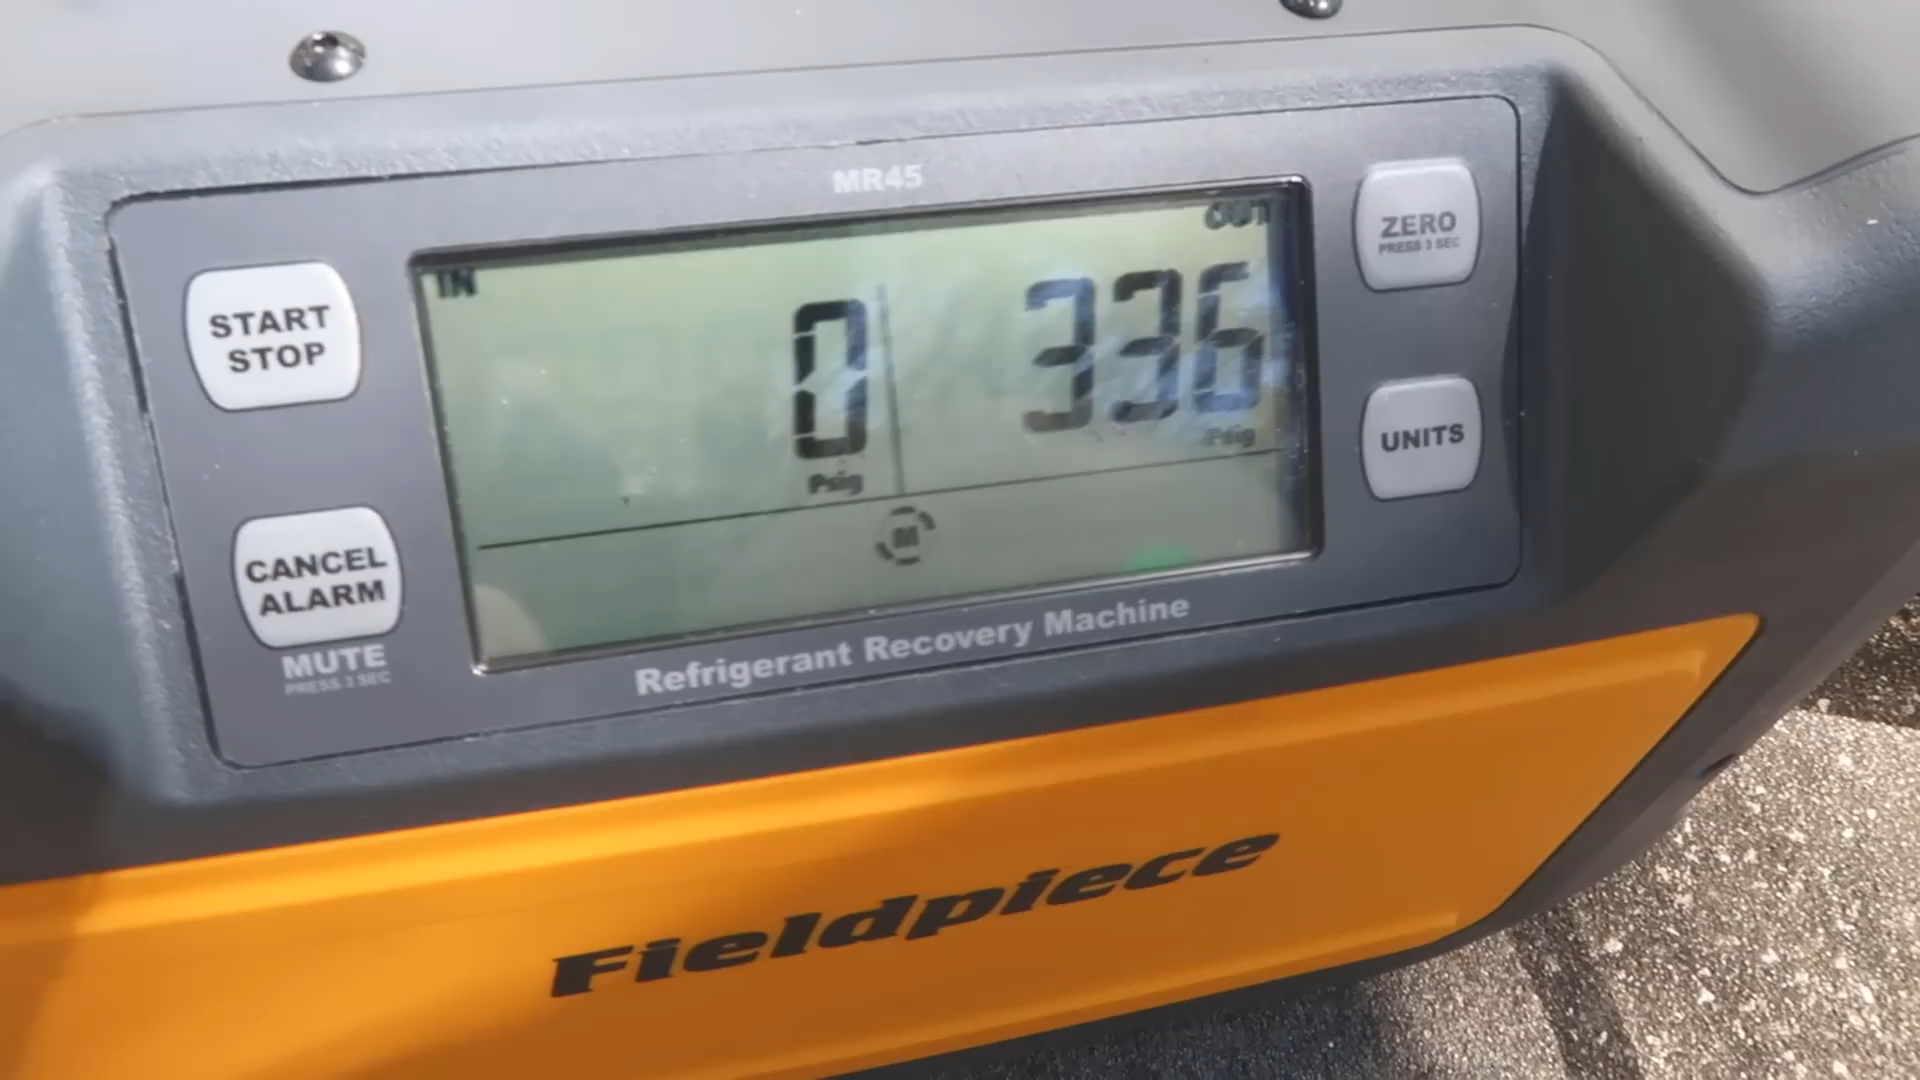 MR45
START
STOP
CANCEL
ALARM
MUTE
PRESS 3 SEC
IN
0
Psig
OUT
336
Psig
M
ZERO
PRESS 3 SEC
UNITS
Refrigerant Recovery Machine
Fieldpiece